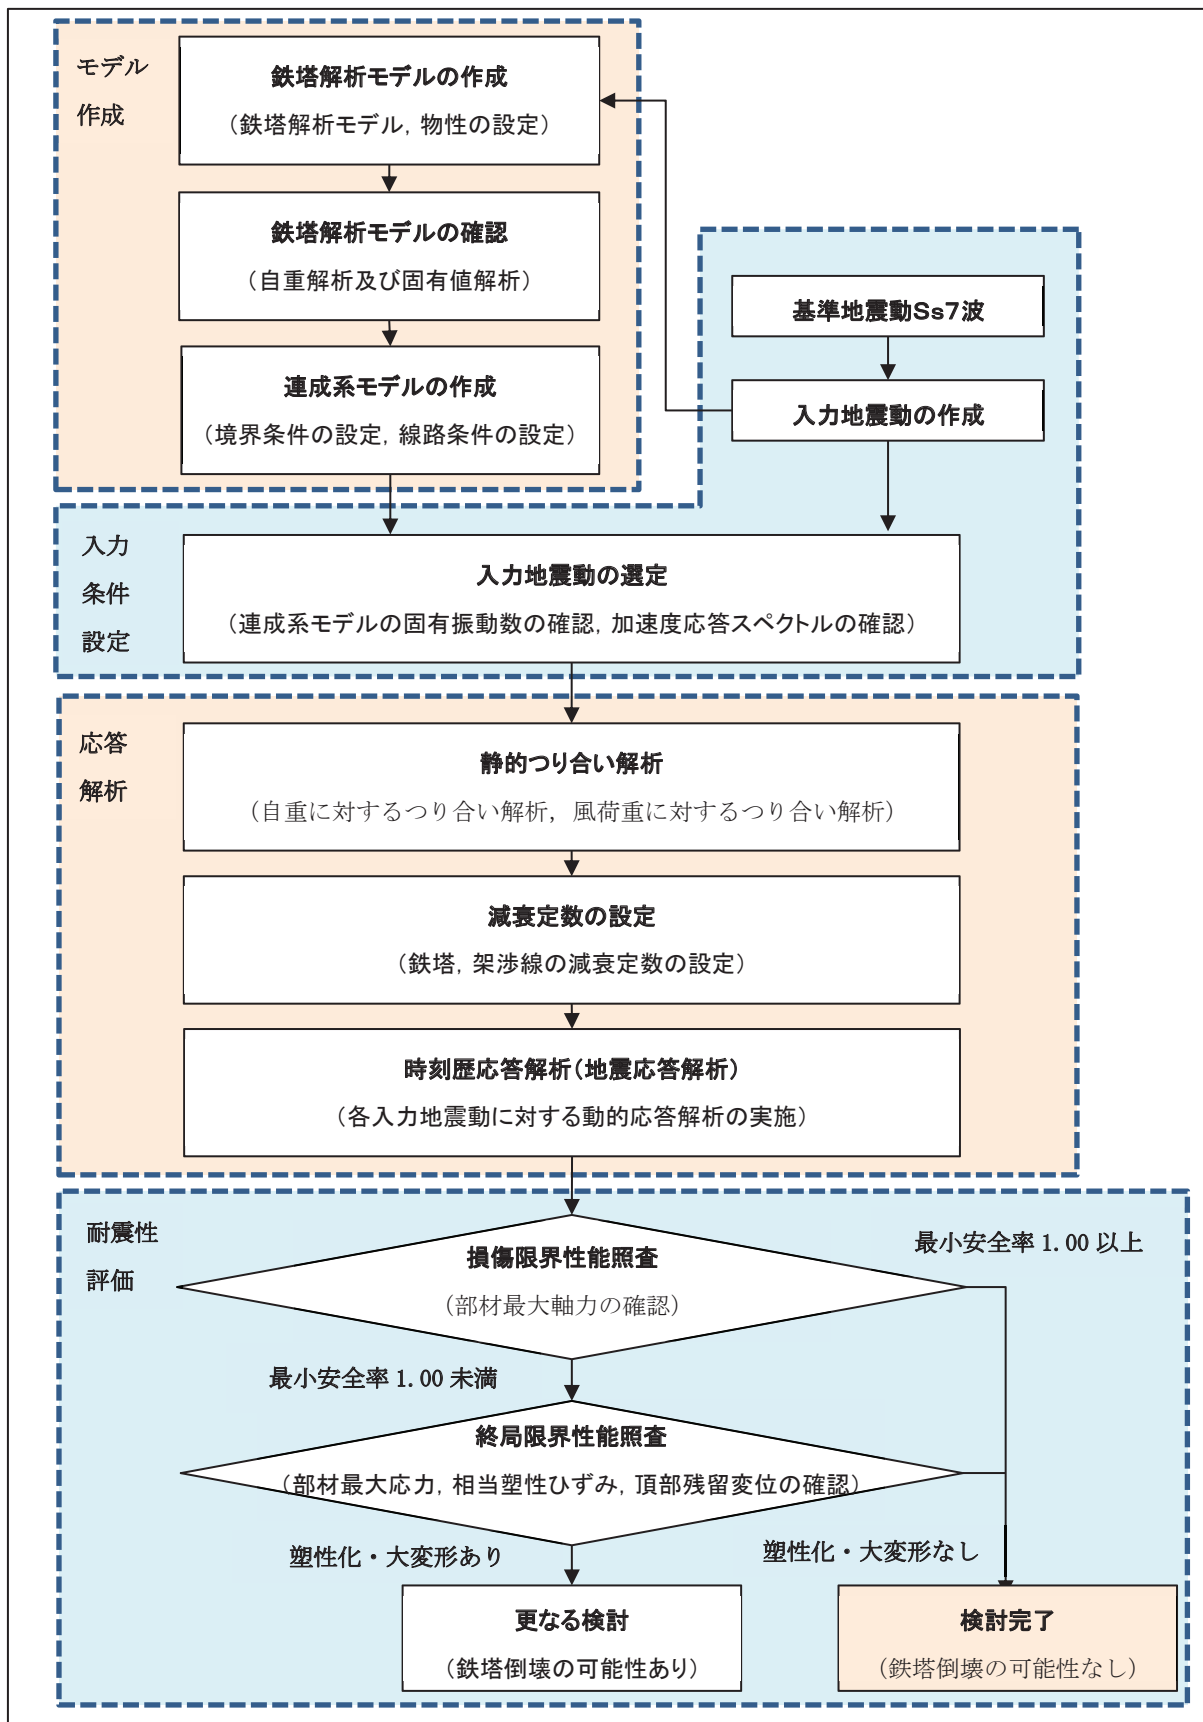 モデル
作成
鉄塔解析モデルの作成
（鉄塔解析モデル，物性の設定）
鉄塔解析モデルの確認
（自重解析及び固有値解析）
連成系モデルの作成
（境界条件の設定，線路条件の設定）
基準地震動Ss7波
入力地震動の作成
入力
条件
設定
入力地震動の選定
（連成系モデルの固有振動数の確認，加速度応答スペクトルの確認）
応答
解析
静的つり合い解析
（自重に対するつり合い解析，風荷重に対するつり合い解析）
減衰定数の設定
（鉄塔，架渉線の減衰定数の設定）
時刻歴応答解析（地震応答解析）
（各入力地震動に対する動的応答解析の実施）
耐震性
評価
損傷限界性能照査
（部材最大軸力の確認）
最小安全率 1.00 以上
最小安全率 1.00 未満
終局限界性能照査
（部材最大応力，相当塑性ひずみ，頂部残留変位の確認）
塑性化・大変形あり
塑性化・大変形なし
更なる検討
（鉄塔倒壊の可能性あり）
検討完了
（鉄塔倒壊の可能性なし）